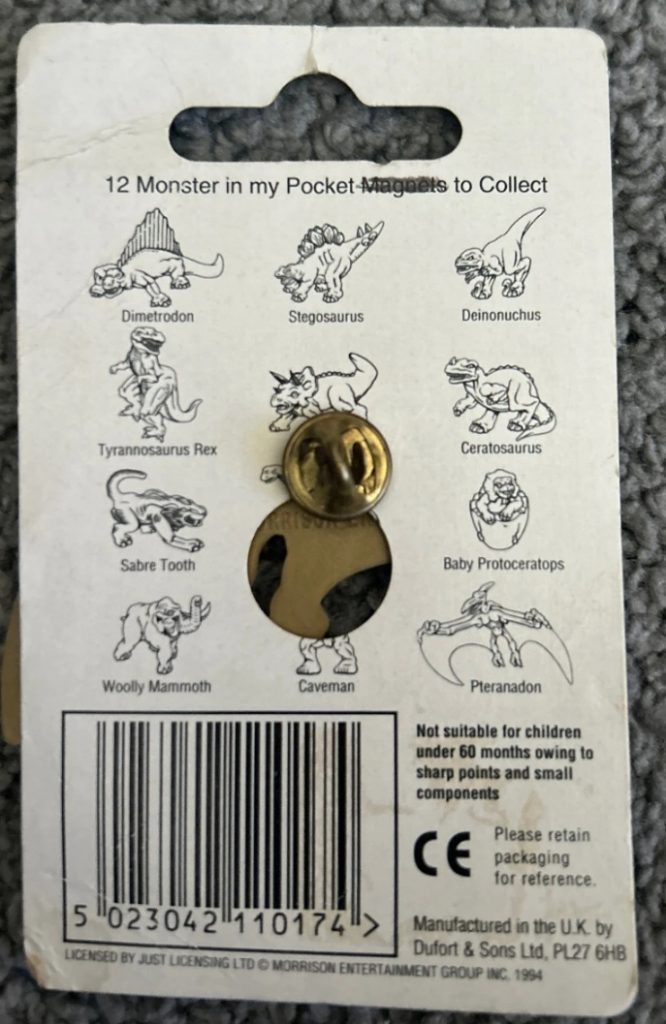 12 Monster in my Pocket Magnets to Collect
Dimetrodon
Stegosaurus
Deinonuchus
Tyrannosaurus Rex
Ceratosaurus
Sabre Tooth
Baby Protoceratops
Woolly Mammoth
Caveman
Pteranadon
Not suitable for children
under 60 months owing to
sharp points and small
components
CE
Please retain
packaging
for reference.
5 023042 110174 >
Manufactured in the U.K. by
Dufort & Sons Ltd, PL27 6HB
LICENSED BY JUST LICENSING LTD © MORRISON ENTERTAINMENT GROUP INC. 1994